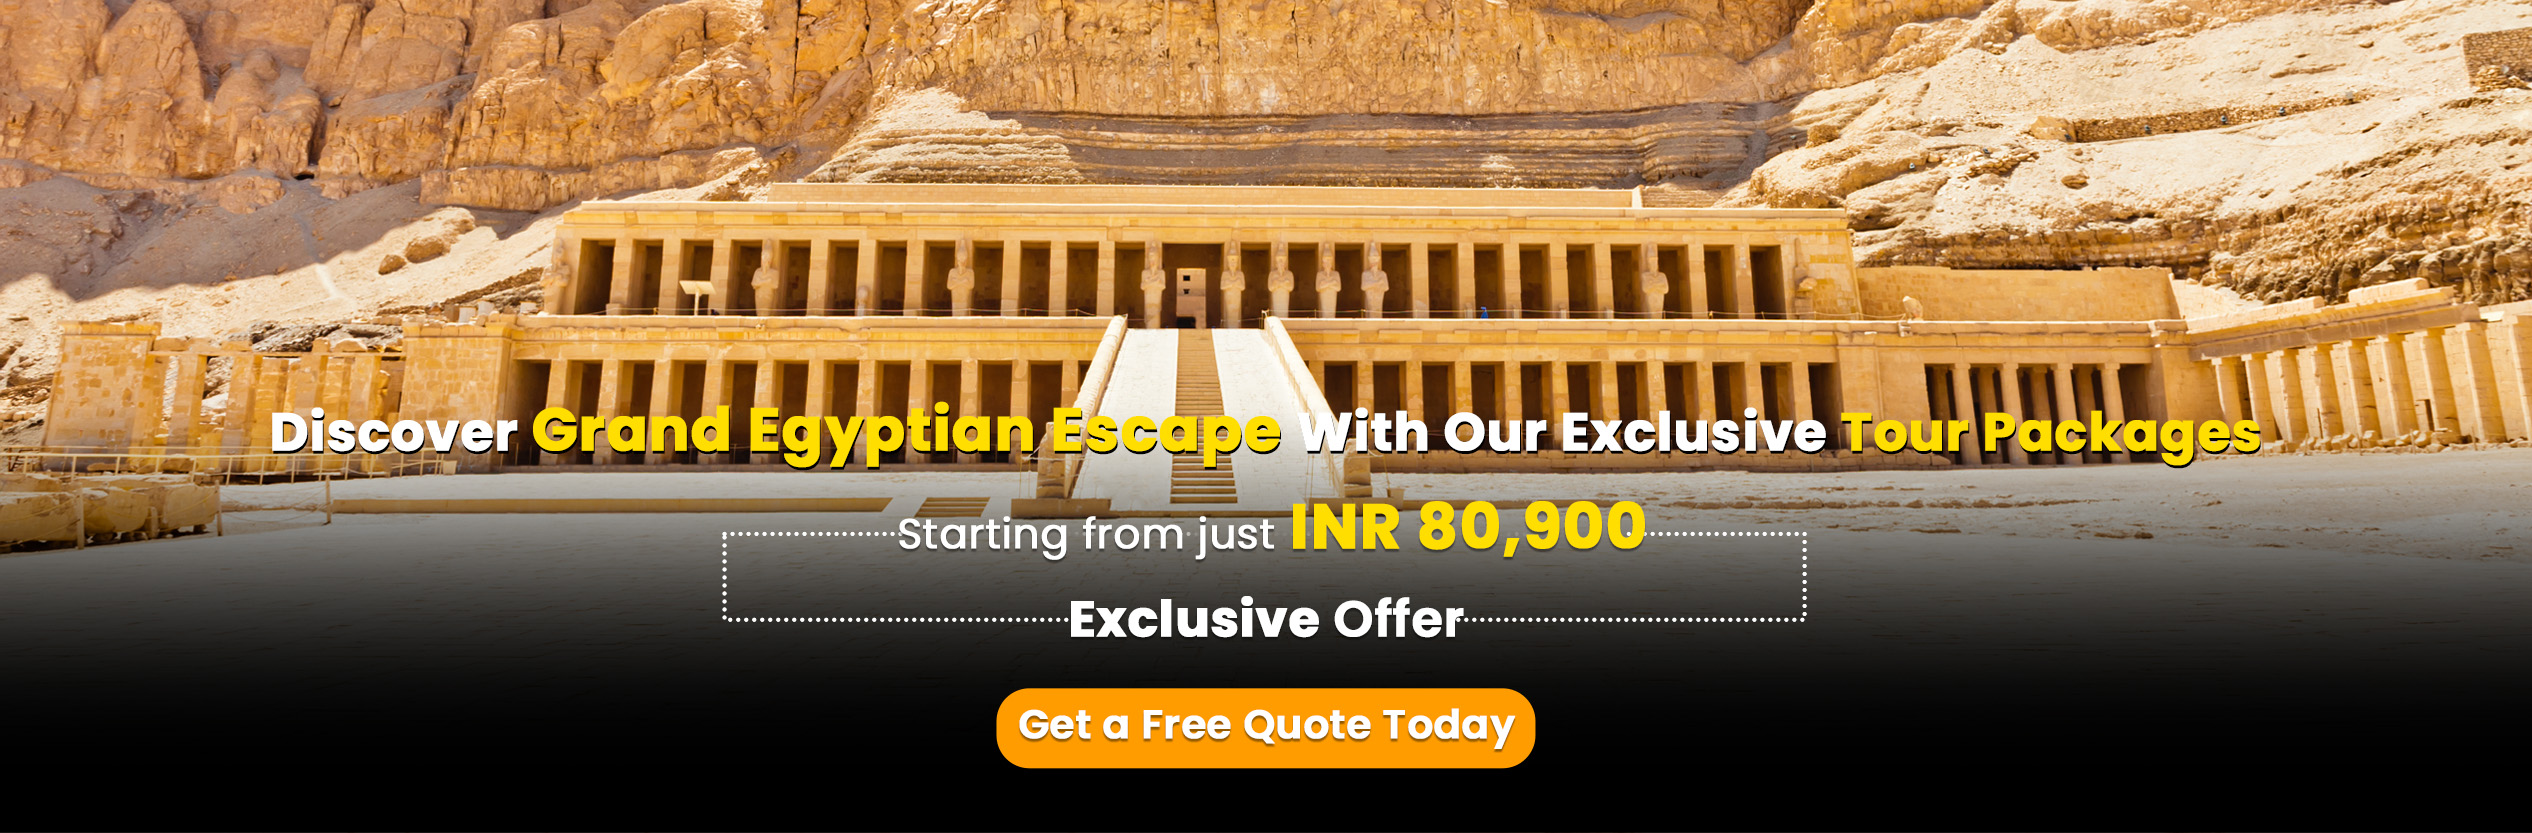 Discover Grand Egyptian Escape With Our Exclusive Tour Packages
Starting from just INR 80,900
Exclusive Offer
Get a Free Quote Today